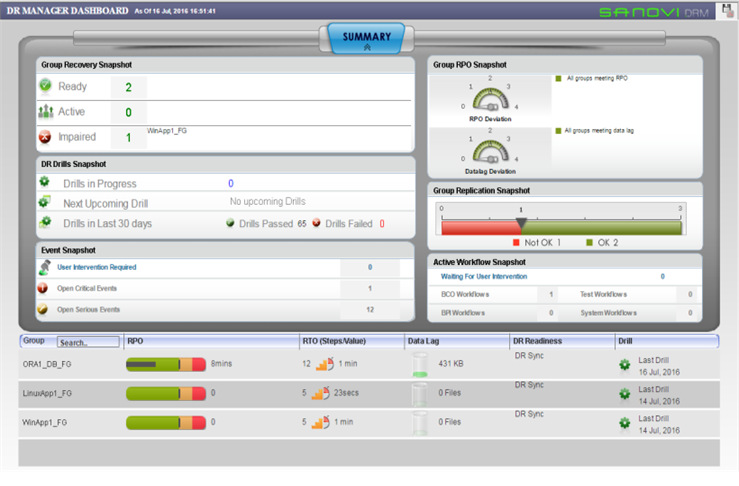 DR MANAGER DASHBOARD As Of 16 Jul, 2016 16:51:41
SANOVI DRM
SUMMARY
Group Recovery Snapshot
Ready 2
Active 0
Impaired 1 WinApp1_FG
DR Drills Snapshot
Drills in Progress 0
Next Upcoming Drill No upcoming Drills
Drills in Last 30 days Drills Passed 65 Drills Failed 0
Event Snapshot
User Intervention Required 0
Open Critical Events 1
Open Serious Events 12
Group RPO Snapshot
0 1 2 3 4
RPO Deviation
All groups meeting RPO
0 1 2 3 4
Datalag Deviation
All groups meeting data lag
Group Replication Snapshot
0 1 3
Not OK 1 OK 2
Active Workflow Snapshot
Waiting For User Intervention 0
BCO Workflows 1 Test Workflows 0
BPI Workflows 0 System Workflows 0
Group Search.. RPO RTO (Steps/Value) Data Lag DR Readiness Drill
ORA1_DB_FG 8mins 12 1 min 431 KB DR Sync Last Drill
16 Jul, 2016
LinuxApp1_FG 0 5 23secs 0 Files DR Sync Last Drill
14 Jul, 2016
WinApp1_FG 0 5 1 min 0 Files DR Sync Last Drill
14 Jul, 2016